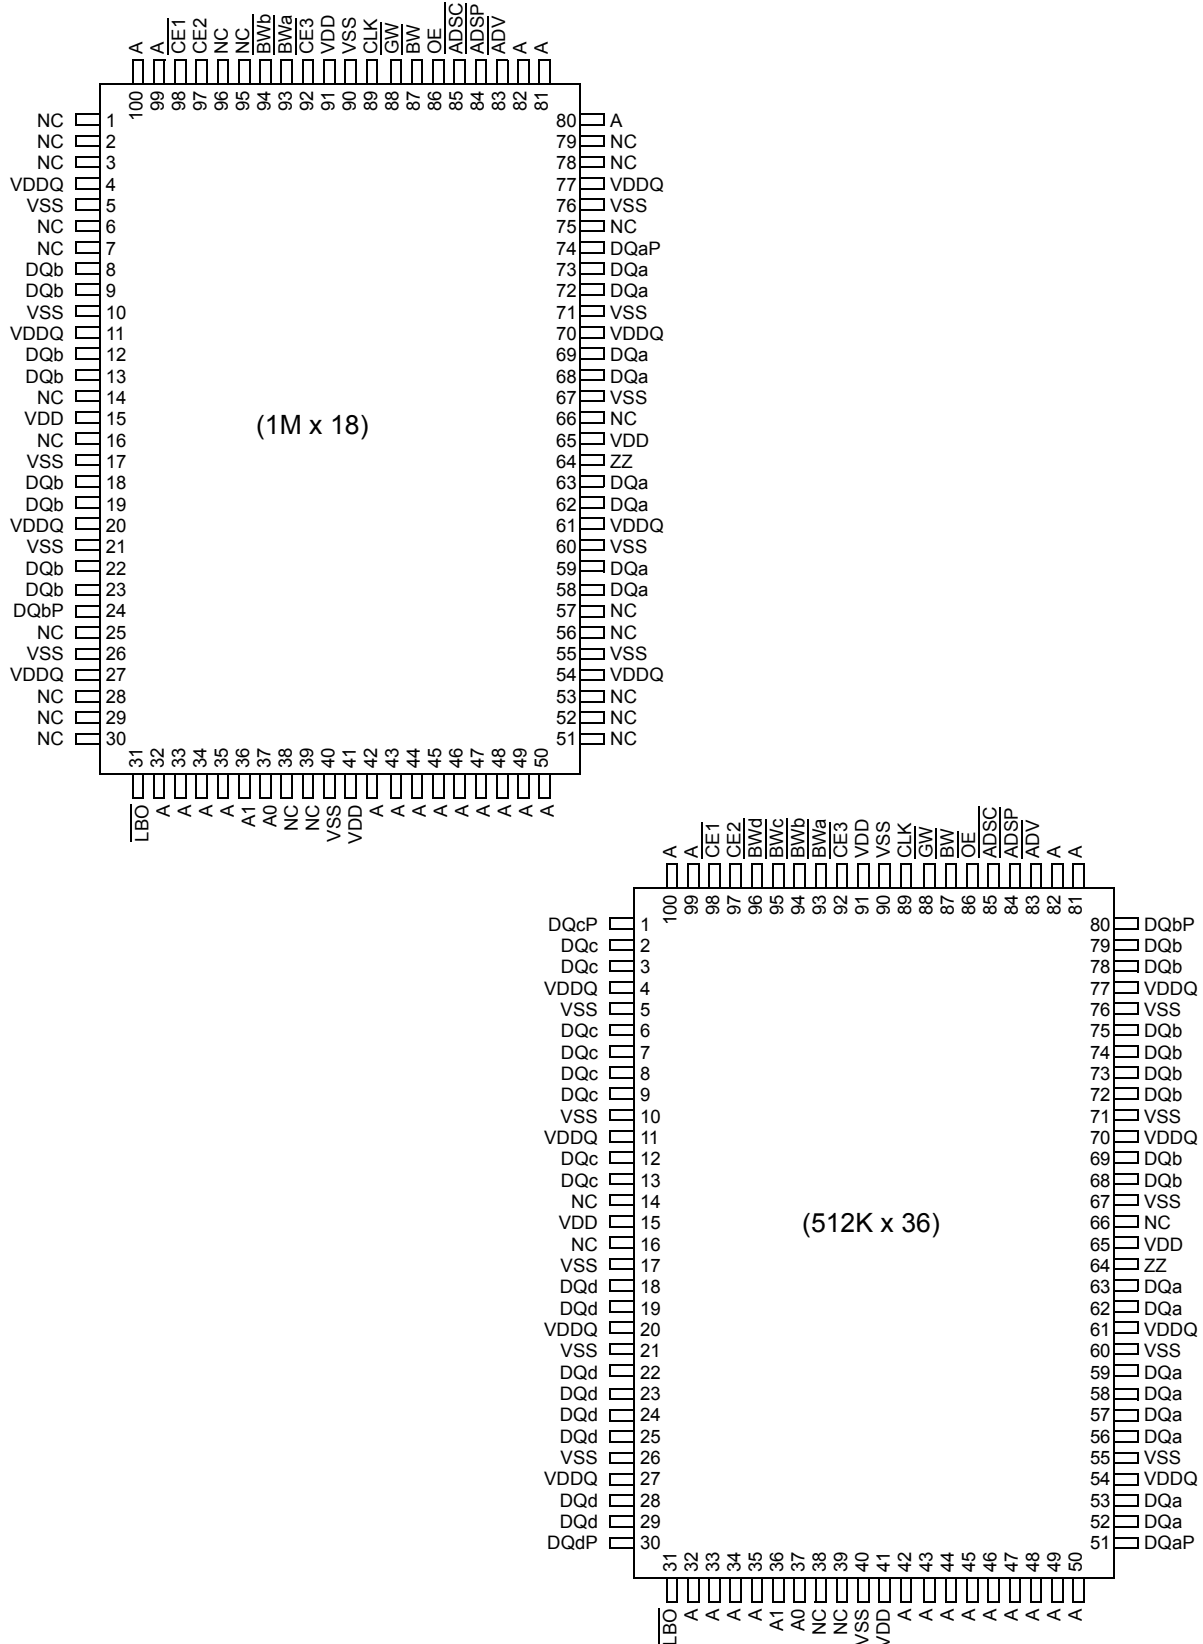 A A CE1 CE2 NC NC BWb BWa CE3 VDD VSS CLK GW BW OE ADSC ADSP ADV A A
100 99 98 97 96 95 94 93 92 91 90 89 88 87 86 85 84 83 82 81
NC 1 80 A
NC 2 79 NC
NC 3 78 NC
VDDQ 4 77 VDDQ
VSS 5 76 VSS
NC 6 75 NC
NC 7 74 DQaP
DQb 8 73 DQa
DQb 9 72 DQa
VSS 10 71 VSS
VDDQ 11 70 VDDQ
DQb 12 69 DQa
DQb 13 68 DQa
NC 14 67 VSS
VDD 15 66 NC
NC 16 65 VDD
VSS 17 64 ZZ
DQb 18 63 DQa
DQb 19 62 DQa
VDDQ 20 61 VDDQ
VSS 21 60 VSS
DQb 22 59 DQa
DQb 23 58 DQa
DQbP 24 57 NC
NC 25 56 NC
VSS 26 55 VSS
VDDQ 27 54 VDDQ
NC 28 53 NC
NC 29 52 NC
NC 30 51 NC
(1M x 18)
31 32 33 34 35 36 37 38 39 40 41 42 43 44 45 46 47 48 49 50
LBO A A A A A1 A0 NC NC VSS VDD A A A A A A A A A
A A CE1 CE2 BWd BWc BWb BWa CE3 VDD VSS CLK GW BW OE ADSC ADSP ADV A A
100 99 98 97 96 95 94 93 92 91 90 89 88 87 86 85 84 83 82 81
DQcP 1 80 DQbP
DQc 2 79 DQb
DQc 3 78 DQb
VDDQ 4 77 VDDQ
VSS 5 76 VSS
DQc 6 75 DQb
DQc 7 74 DQb
DQc 8 73 DQb
DQc 9 72 DQb
VSS 10 71 VSS
VDDQ 11 70 VDDQ
DQc 12 69 DQb
DQc 13 68 DQb
NC 14 67 VSS
VDD 15 66 NC
NC 16 65 VDD
VSS 17 64 ZZ
DQd 18 63 DQa
DQd 19 62 DQa
VDDQ 20 61 VDDQ
VSS 21 60 VSS
DQd 22 59 DQa
DQd 23 58 DQa
DQd 24 57 DQa
DQd 25 56 DQa
VSS 26 55 VSS
VDDQ 27 54 VDDQ
DQd 28 53 DQa
DQd 29 52 DQa
DQdP 30 51 DQaP
(512K x 36)
31 32 33 34 35 36 37 38 39 40 41 42 43 44 45 46 47 48 49 50
LBO A A A A A1 A0 NC NC VSS VDD A A A A A A A A A